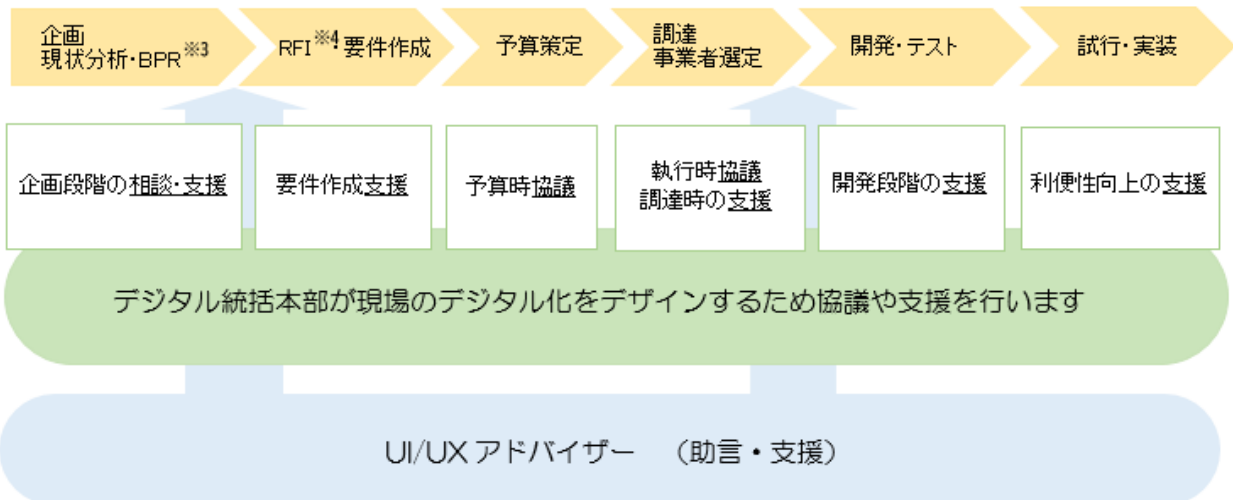 企画
現状分析・BPR※3
RFI※4要件作成
予算策定
調達
事業者選定
開発・テスト
試行・実装
企画段階の相談・支援
要件作成支援
予算時協議
執行時協議
調達時の支援
開発段階の支援
利便性向上の支援
デジタル統括本部が現場のデジタル化をデザインするため協議や支援を行います
UI/UX アドバイザー （助言・支援）